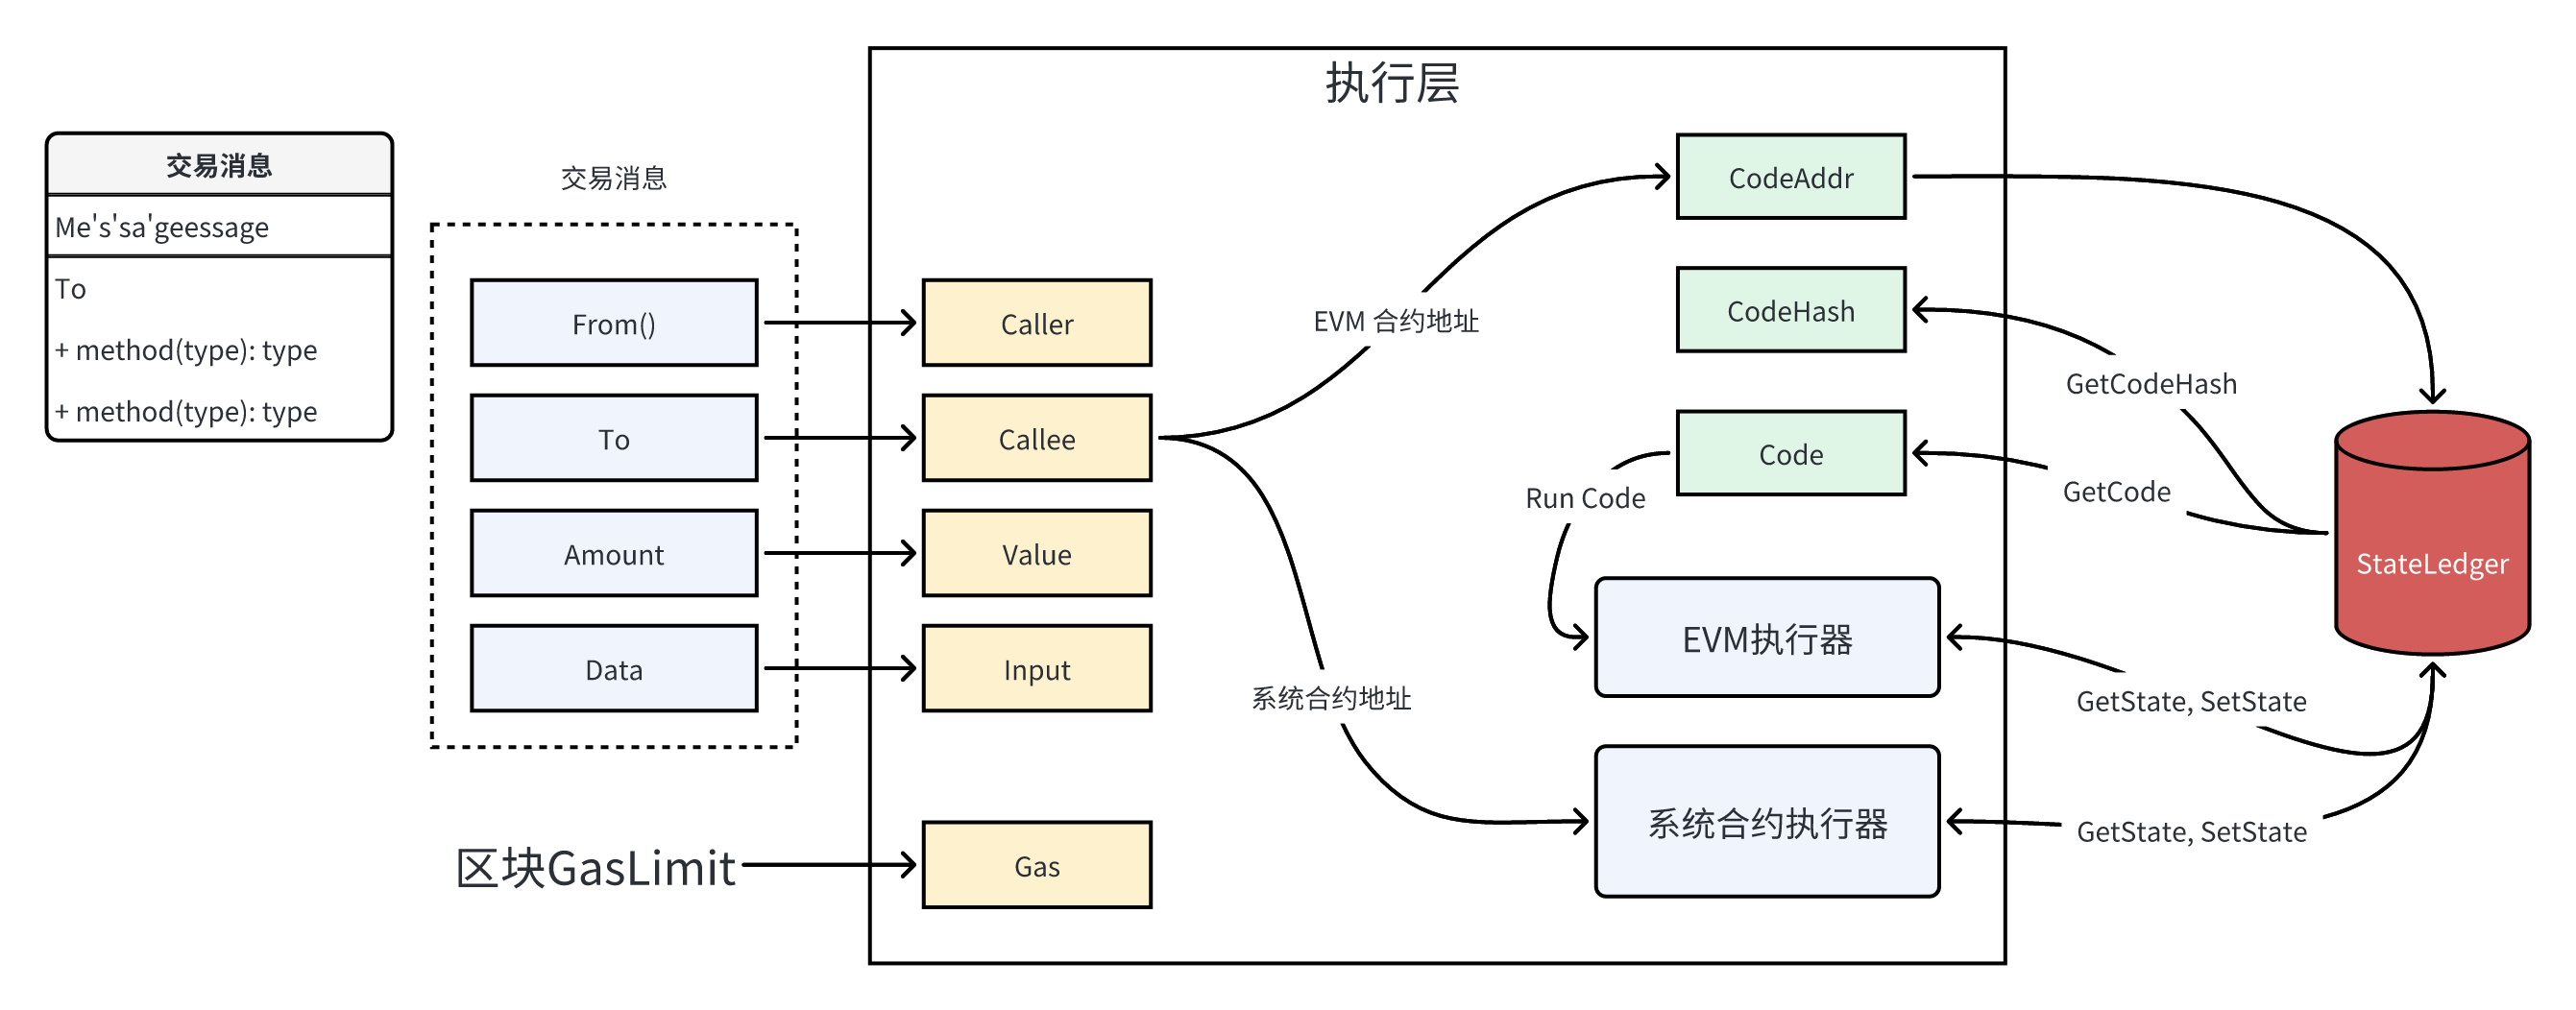 执行层
交易消息
Me's'sa'geessage
To
+ method(type): type
+ method(type): type
交易消息
From()
To
Amount
Data
区块GasLimit
Caller
Callee
Value
Input
Gas
EVM 合约地址
系统合约地址
CodeAddr
CodeHash
Code
Run Code
EVM执行器
系统合约执行器
GetCodeHash
GetCode
StateLedger
GetState, SetState
GetState, SetState